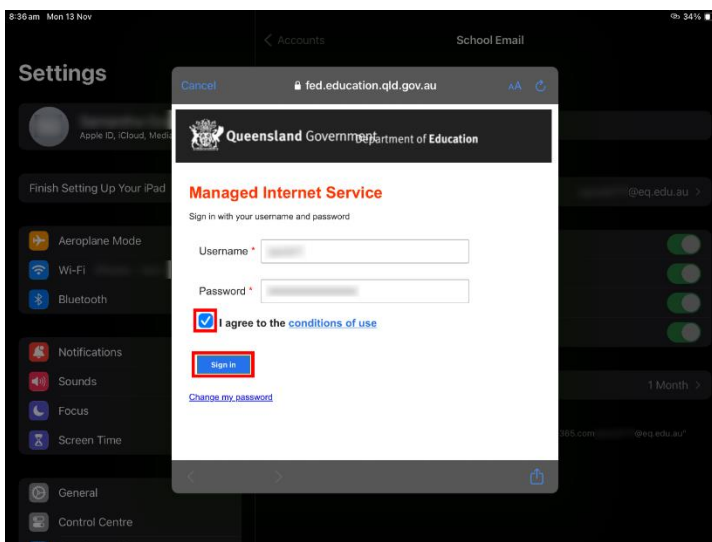 8:36 am Mon 13 Nov
34%
Accounts
School Email
Settings
Cancel
fed.education.qld.gov.au
AA
Apple ID, iCloud, Media
Queensland Government
Department of Education
Finish Setting Up Your iPad
@eq.edu.au
Managed Internet Service
Sign in with your username and password
Aeroplane Mode
Username *
Wi-Fi
Bluetooth
Password *
I agree to the conditions of use
Notifications
Sign in
Sounds
1 Month
Change my password
Focus
Screen Time
365.com
@eq.edu.au"
General
Control Centre